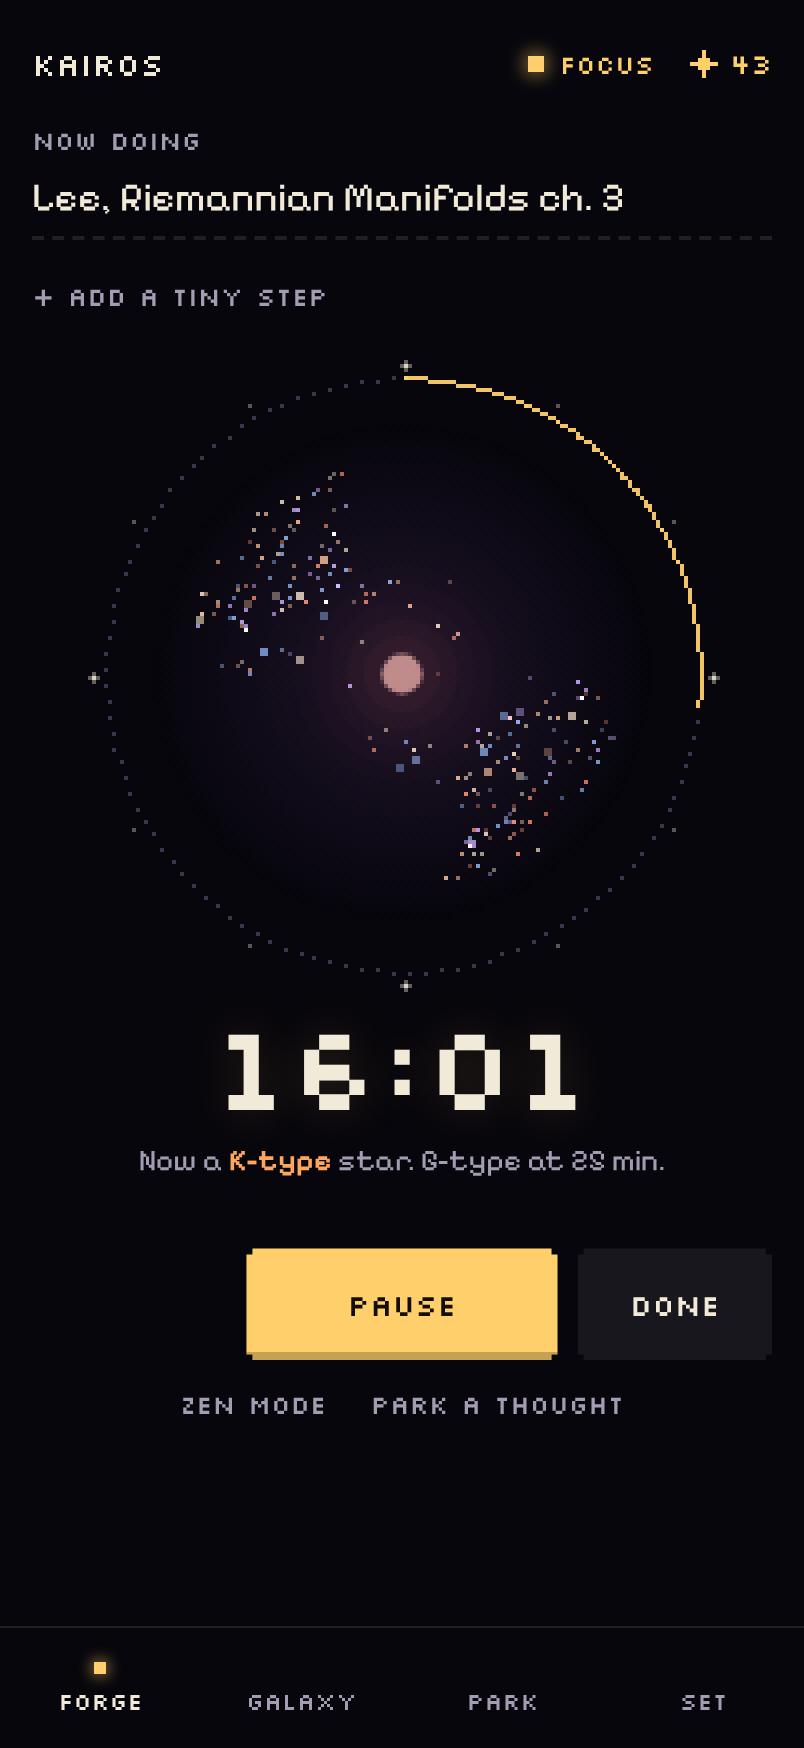 KAIROS
FOCUS 43
NOW DOING
Lee, Riemannian Manifolds ch. 3
+ ADD A TINY STEP
16:01
Now a K-type star. G-type at 28 min.
PAUSE DONE
ZEN MODE PARK A THOUGHT
FORGE GALAXY PARK SET